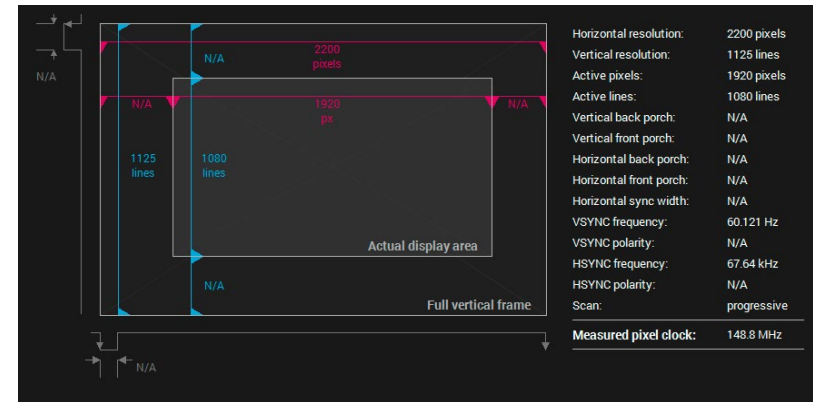 N/A
2200
pixels
N/A
N/A
1920
px
N/A
1125
lines
1080
lines
Actual display area
N/A
Full vertical frame
N/A
Horizontal resolution: 2200 pixels
Vertical resolution: 1125 lines
Active pixels: 1920 pixels
Active lines: 1080 lines
Vertical back porch: N/A
Vertical front porch: N/A
Horizontal back porch: N/A
Horizontal front porch: N/A
Horizontal sync width: N/A
VSYNC frequency: 60.121 Hz
VSYNC polarity: N/A
HSYNC frequency: 67.64 kHz
HSYNC polarity: N/A
Scan: progressive
Measured pixel clock: 148.8 MHz